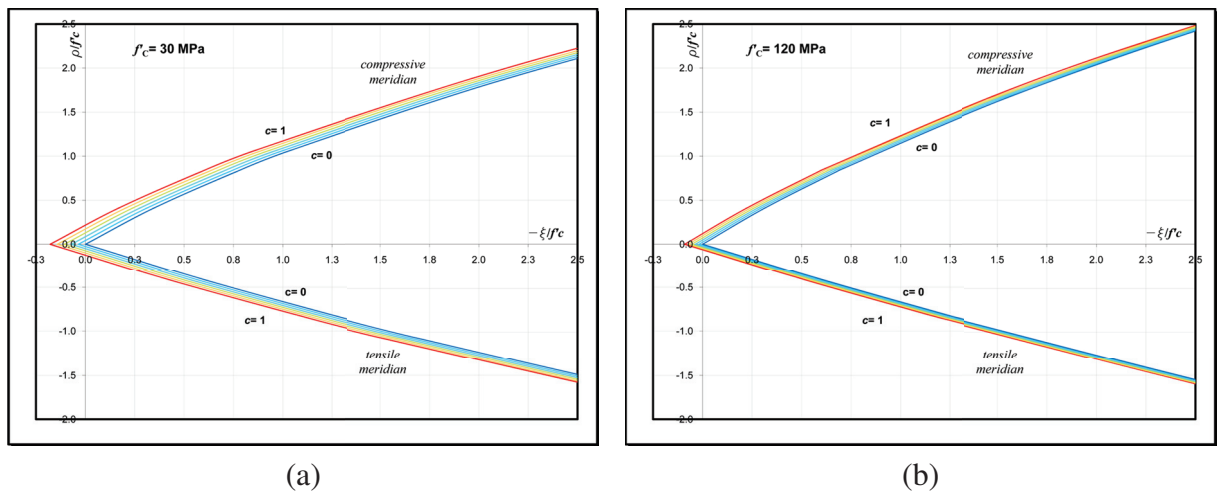 ρ/f'c
f'C= 30 MPa
2.5
2.0
1.5
1.0
0.5
0.0
-0.5
-1.0
-1.5
-2.0
compressive
meridian
c= 1
c= 0
−ξ/f'c
-0.3 0.0 0.3 0.5 0.8 1.0 1.3 1.5 1.8 2.0 2.3 2.5
c= 0
c= 1
tensile
meridian
(a)
ρ/f'c
f'C= 120 MPa
2.5
2.0
1.5
1.0
0.5
0.0
-0.5
-1.0
-1.5
-2.0
compressive
meridian
c= 1
c= 0
−ξ/f'c
-0.3 0.0 0.3 0.5 0.8 1.0 1.3 1.5 1.8 2.0 2.3 2.5
c= 0
c= 1
tensile
meridian
(b)